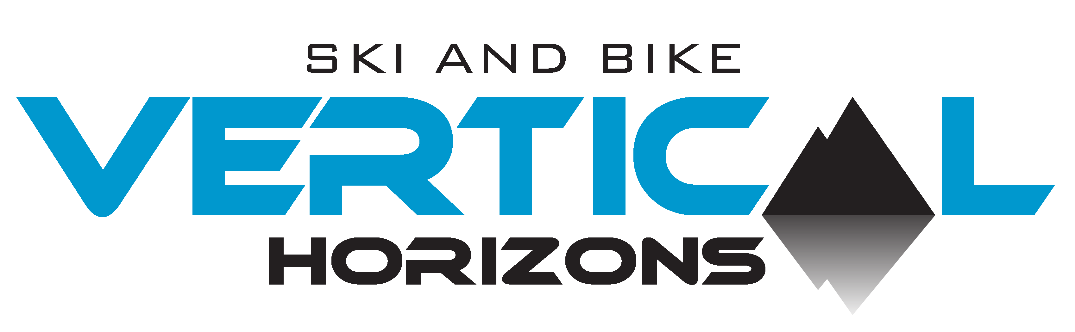 SKI AND BIKE
VERTICAL
HORIZONS